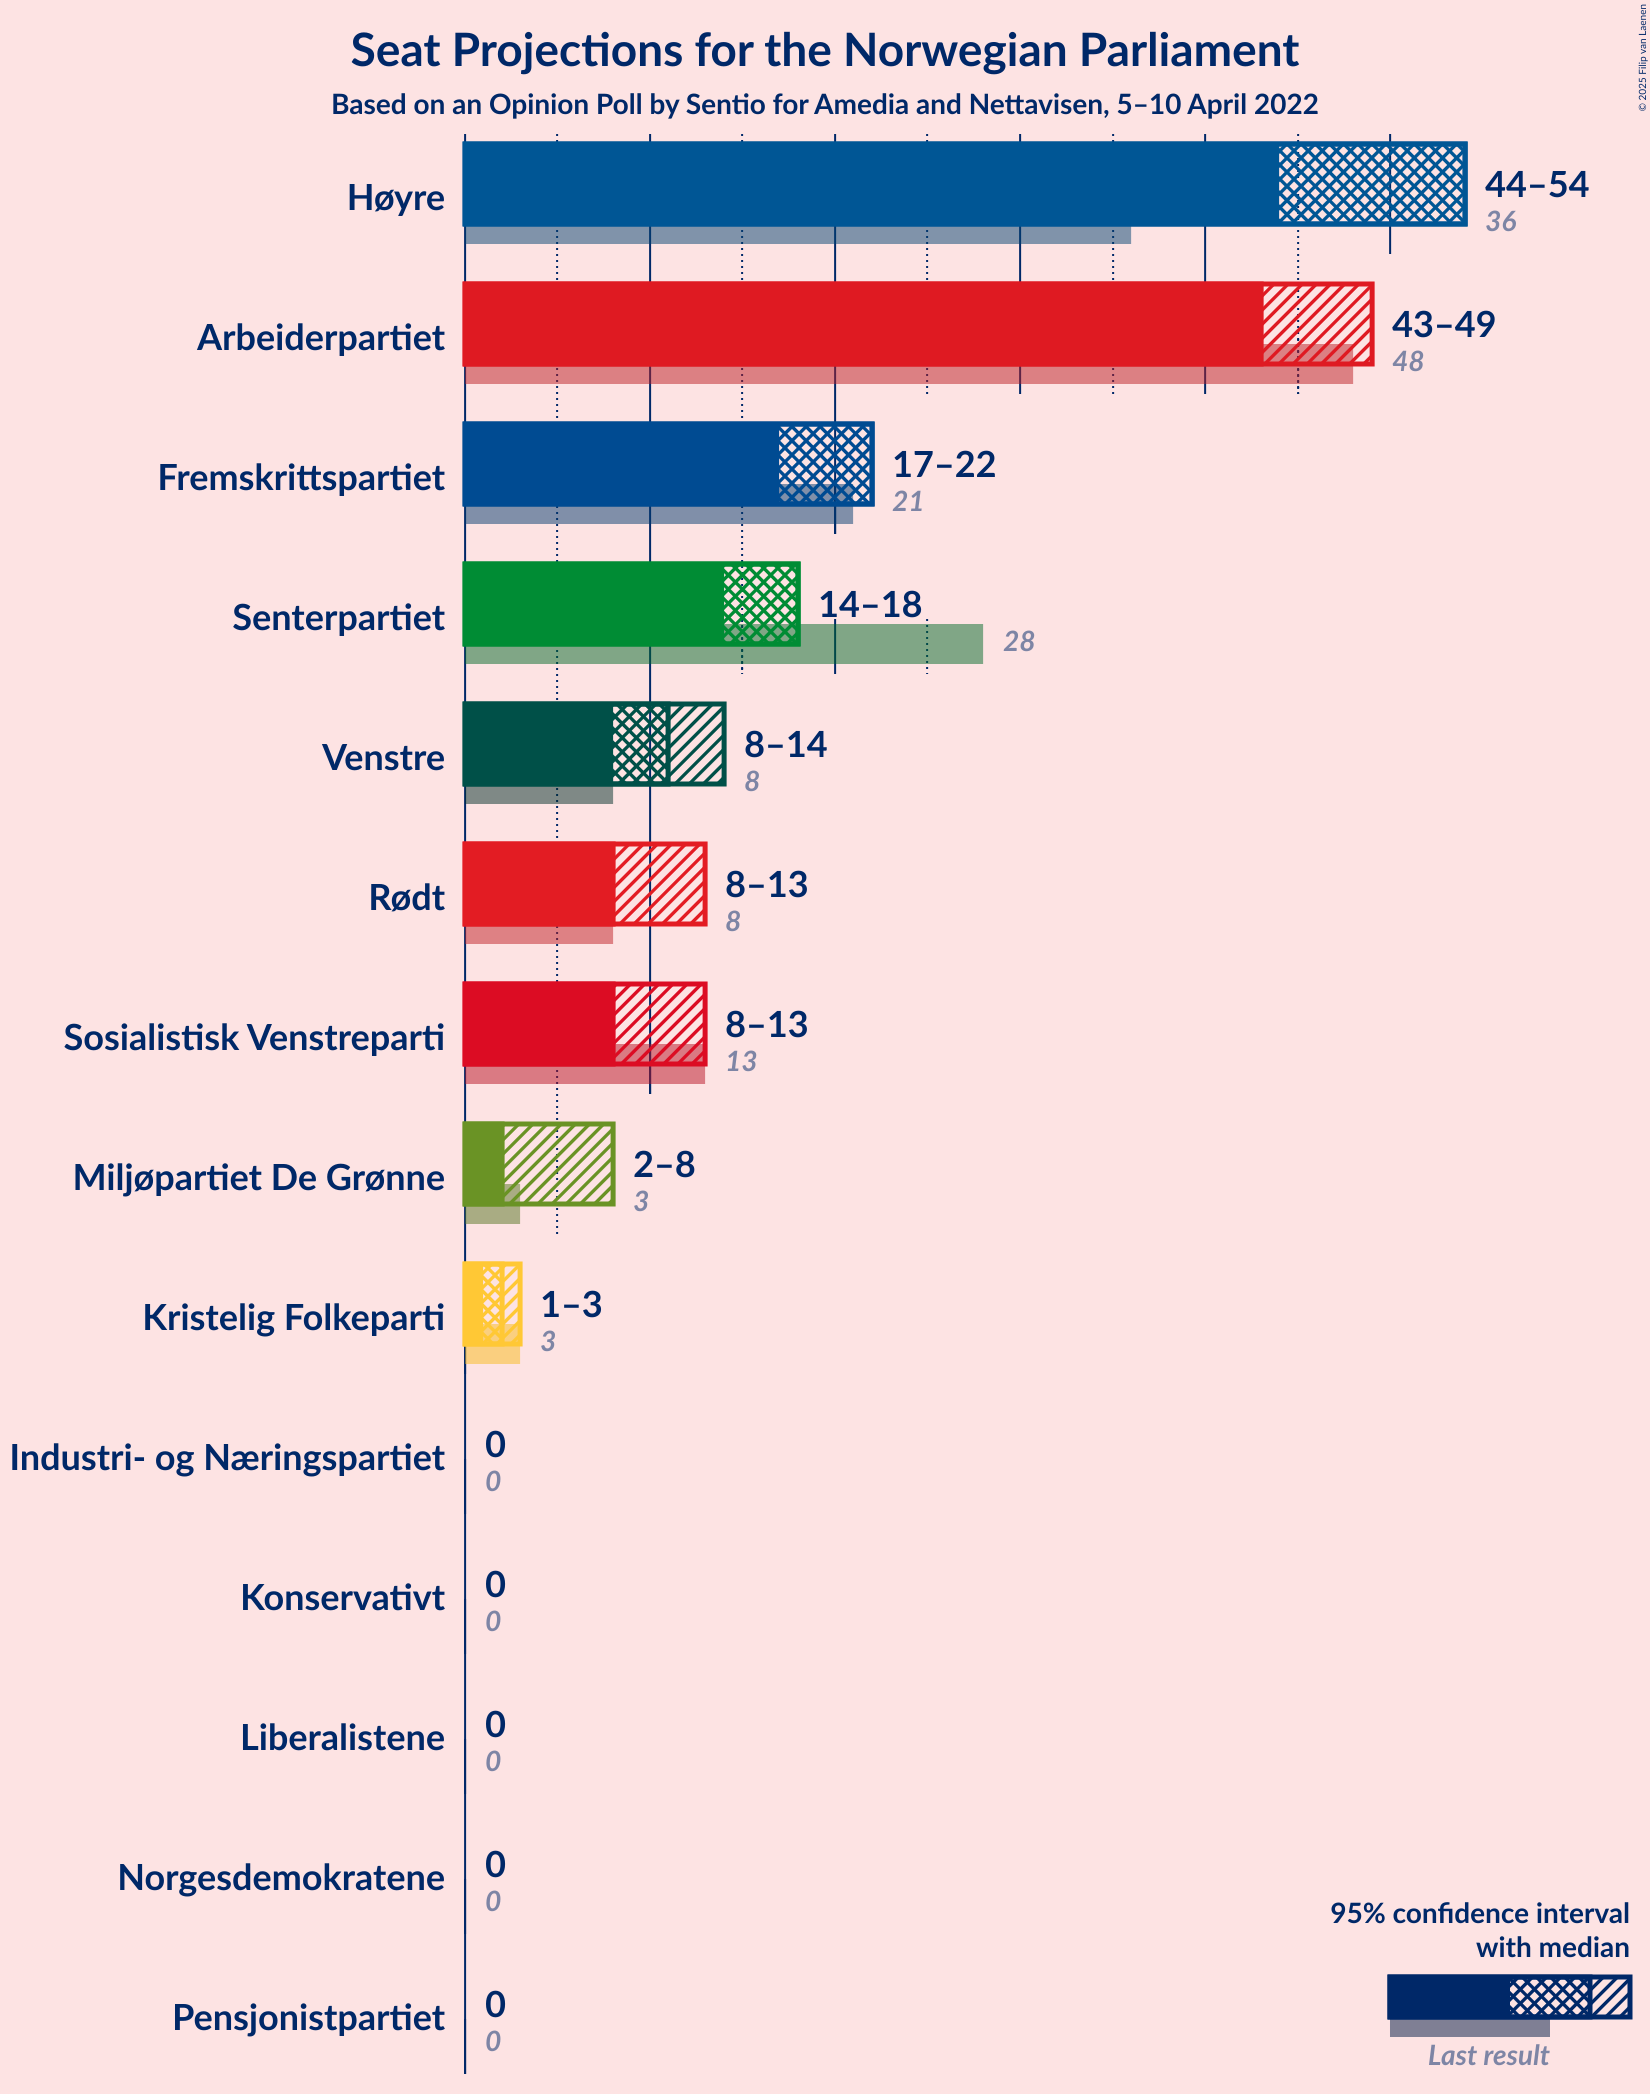 Seat Projections for the Norwegian Parliament
Based on an Opinion Poll by Sentio for Amedia and Nettavisen, 5–10 April 2022
© 2025 Filip van Laenen
Høyre
44–54
36
Arbeiderpartiet
43–49
48
Fremskrittspartiet
17–22
21
Senterpartiet
14–18
28
Venstre
8–14
8
Rødt
8–13
8
Sosialistisk Venstreparti
8–13
13
Miljøpartiet De Grønne
2–8
3
Kristelig Folkeparti
1–3
3
Industri- og Næringspartiet
0
0
Konservativt
0
0
Liberalistene
0
0
Norgesdemokratene
0
0
Pensjonistpartiet
0
0
95% confidence interval
with median
Last result